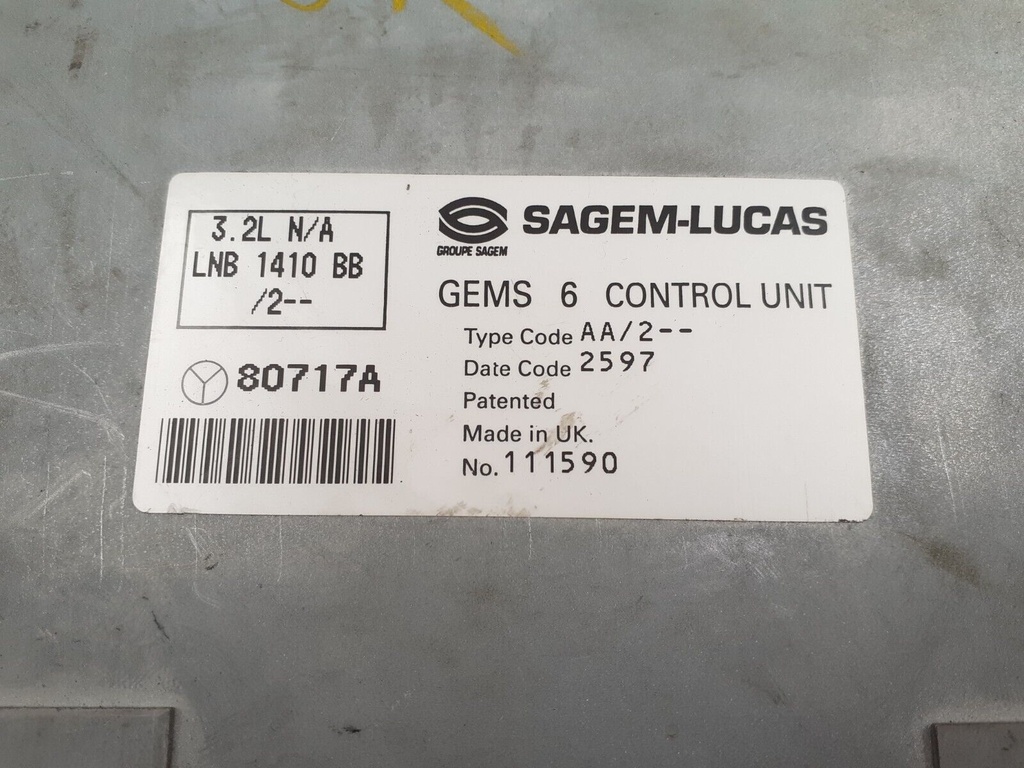 3.2L N/A
LNB 1410 BB
/2--
80717A
GROUPE SAGEM
SAGEM-LUCAS
GEMS 6 CONTROL UNIT
Type Code AA/2--
Date Code 2597
Patented
Made in UK.
No. 111590